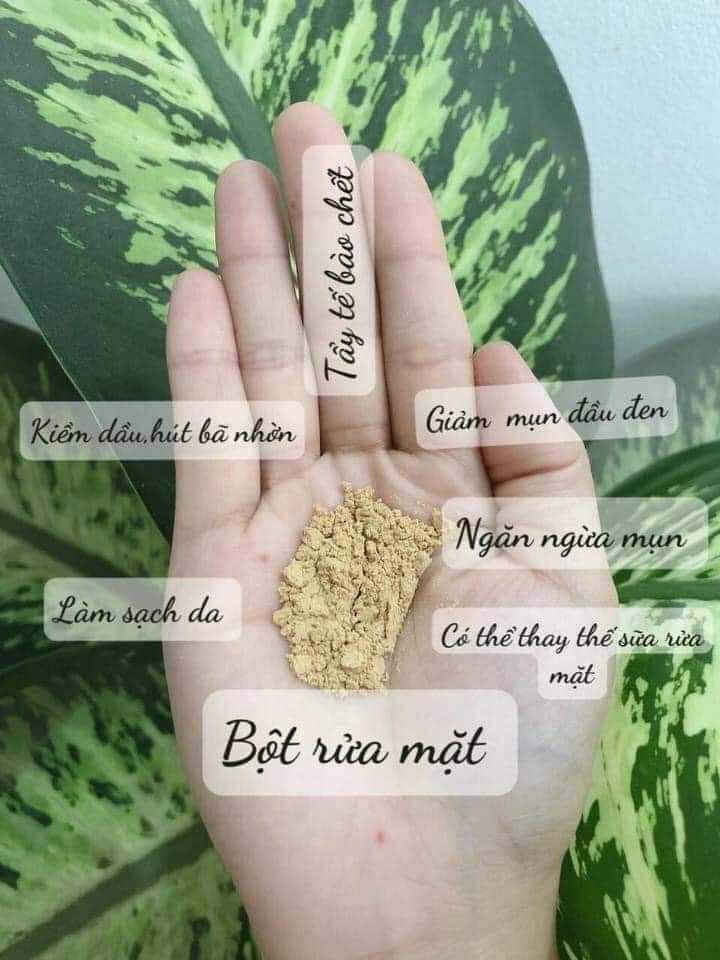 Tẩy tế bào chết
Kiềm dầu,hút bã nhờn
Giảm mụn đầu đen
Ngăn ngừa mụn
Làm sạch da
Có thể thay thế sữa rửa
mặt
Bột rửa mặt